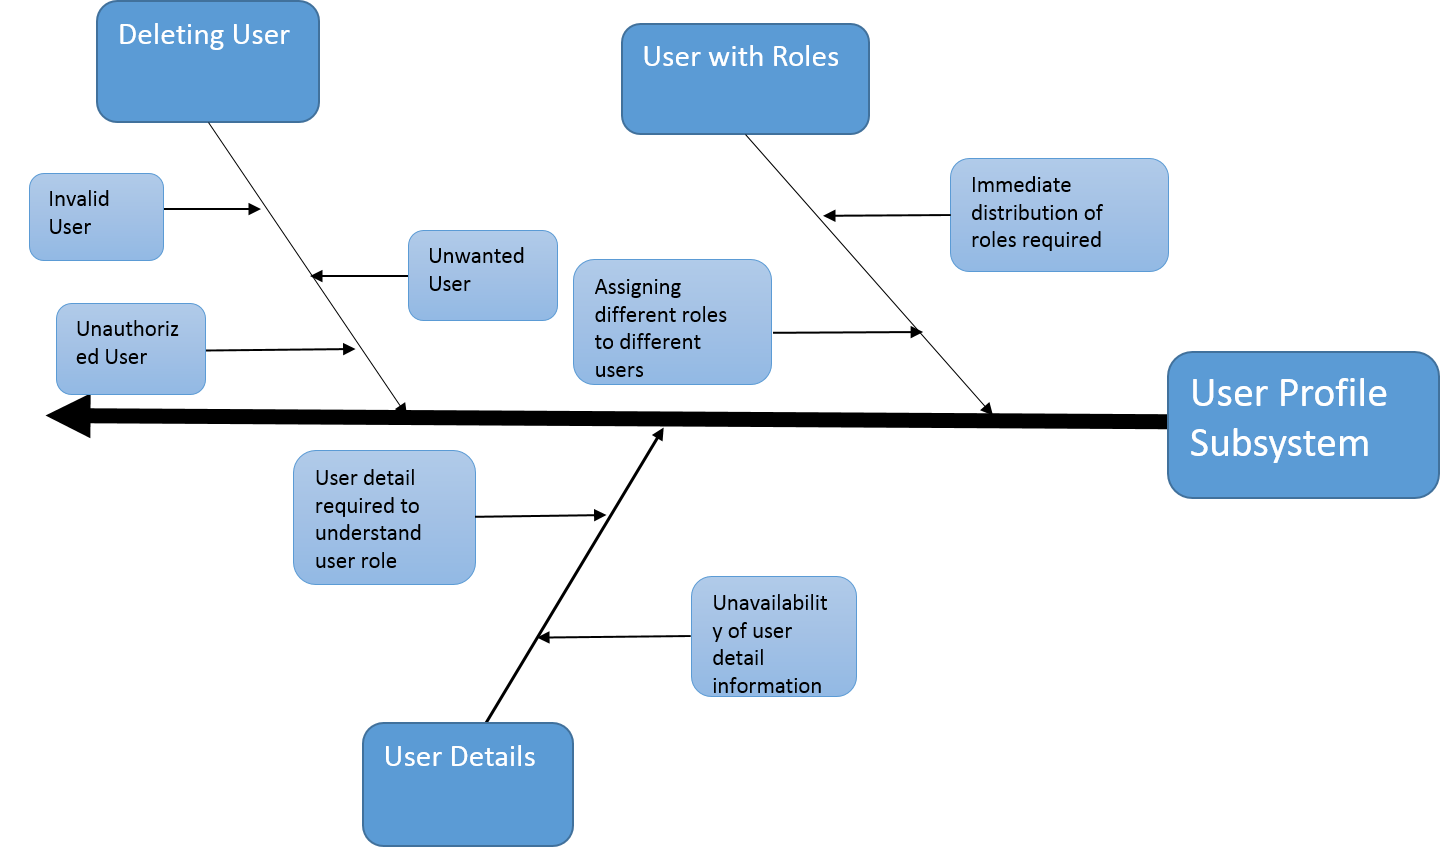 Deleting User
User with Roles
Invalid
User
Immediate
distribution of
roles required
Unwanted
User
Assigning
different roles
to different
users
Unauthoriz
ed User
User Profile
Subsystem
User detail
required to
understand
user role
Unavailabilit
y of user
detail
information
User Details